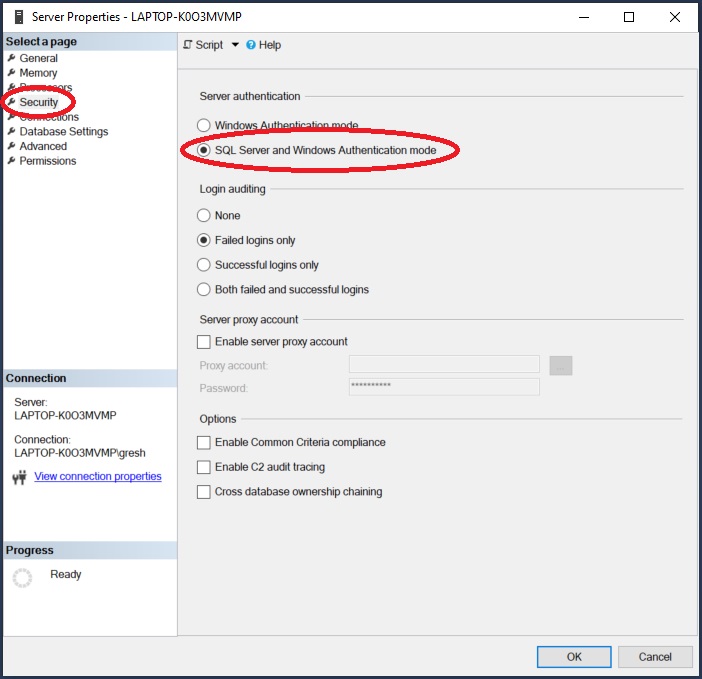 Server Properties - LAPTOP-K0O3MVMP
Select a page
General
Memory
Processors
Security
Connections
Database Settings
Advanced
Permissions
Connection
Server:
LAPTOP-K0O3MVMP
Connection:
LAPTOP-K0O3MVMP\gresh
View connection properties
Progress
Ready
Script Help
Server authentication
Windows Authentication mode
SQL Server and Windows Authentication mode
Login auditing
None
Failed logins only
Successful logins only
Both failed and successful logins
Server proxy account
Enable server proxy account
Proxy account: ...
Password: **********
Options
Enable Common Criteria compliance
Enable C2 audit tracing
Cross database ownership chaining
OK Cancel